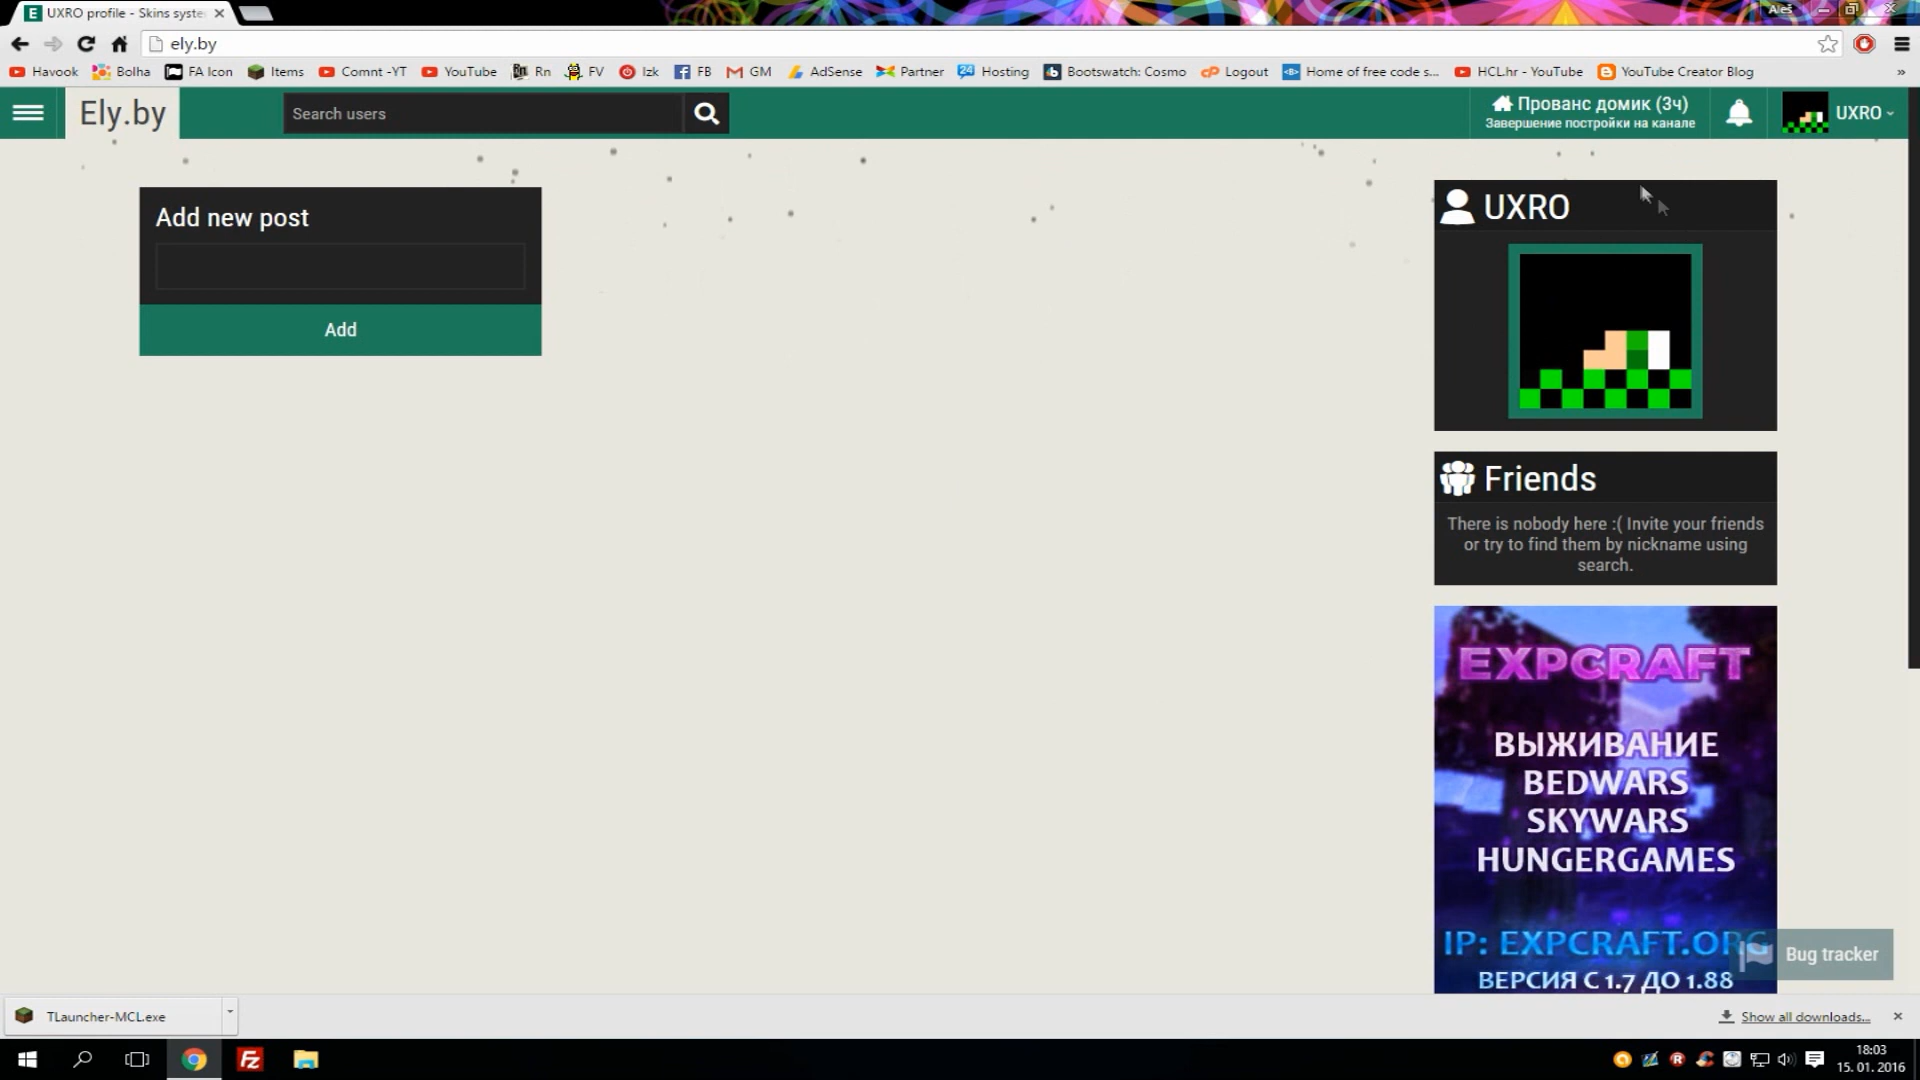 UXRO profile - Skins syste
Aleš
ely.by
Havook
Bolha
FA Icon
Items
Comnt -YT
YouTube
Rn
FV
Izk
FB
GM
AdSense
Partner
Hosting
Bootswatch: Cosmo
Logout
Home of free code s...
HCL.hr - YouTube
YouTube Creator Blog
»
Ely.by
Search users
Прованс домик (3ч)
Завершение постройки на канале
UXRO
Add new post
Add
UXRO
Friends
There is nobody here :( Invite your friends
or try to find them by nickname using
search.
EXPCRAFT
ВЫЖИВАНИЕ
BEDWARS
SKYWARS
HUNGERGAMES
IP: EXPCRAFT.ORG
ВЕРСИЯ С 1.7 ДО 1.88
Bug tracker
TLauncher-MCL.exe
Show all downloads...
18:03
15. 01. 2016